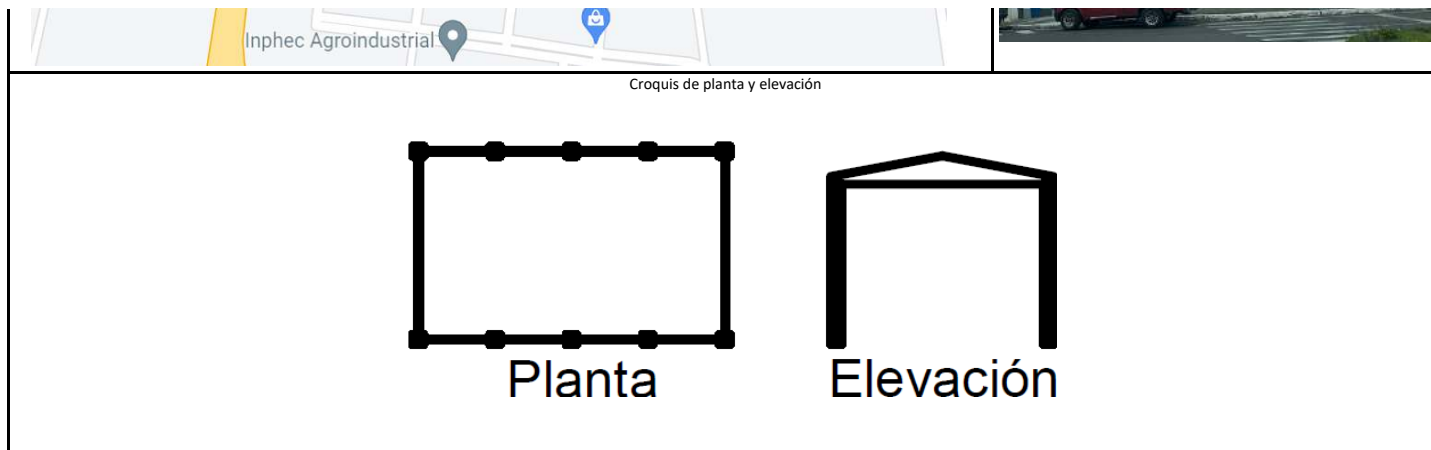 Inphec Agroindustrial
Croquis de planta y elevación
Planta
Elevación